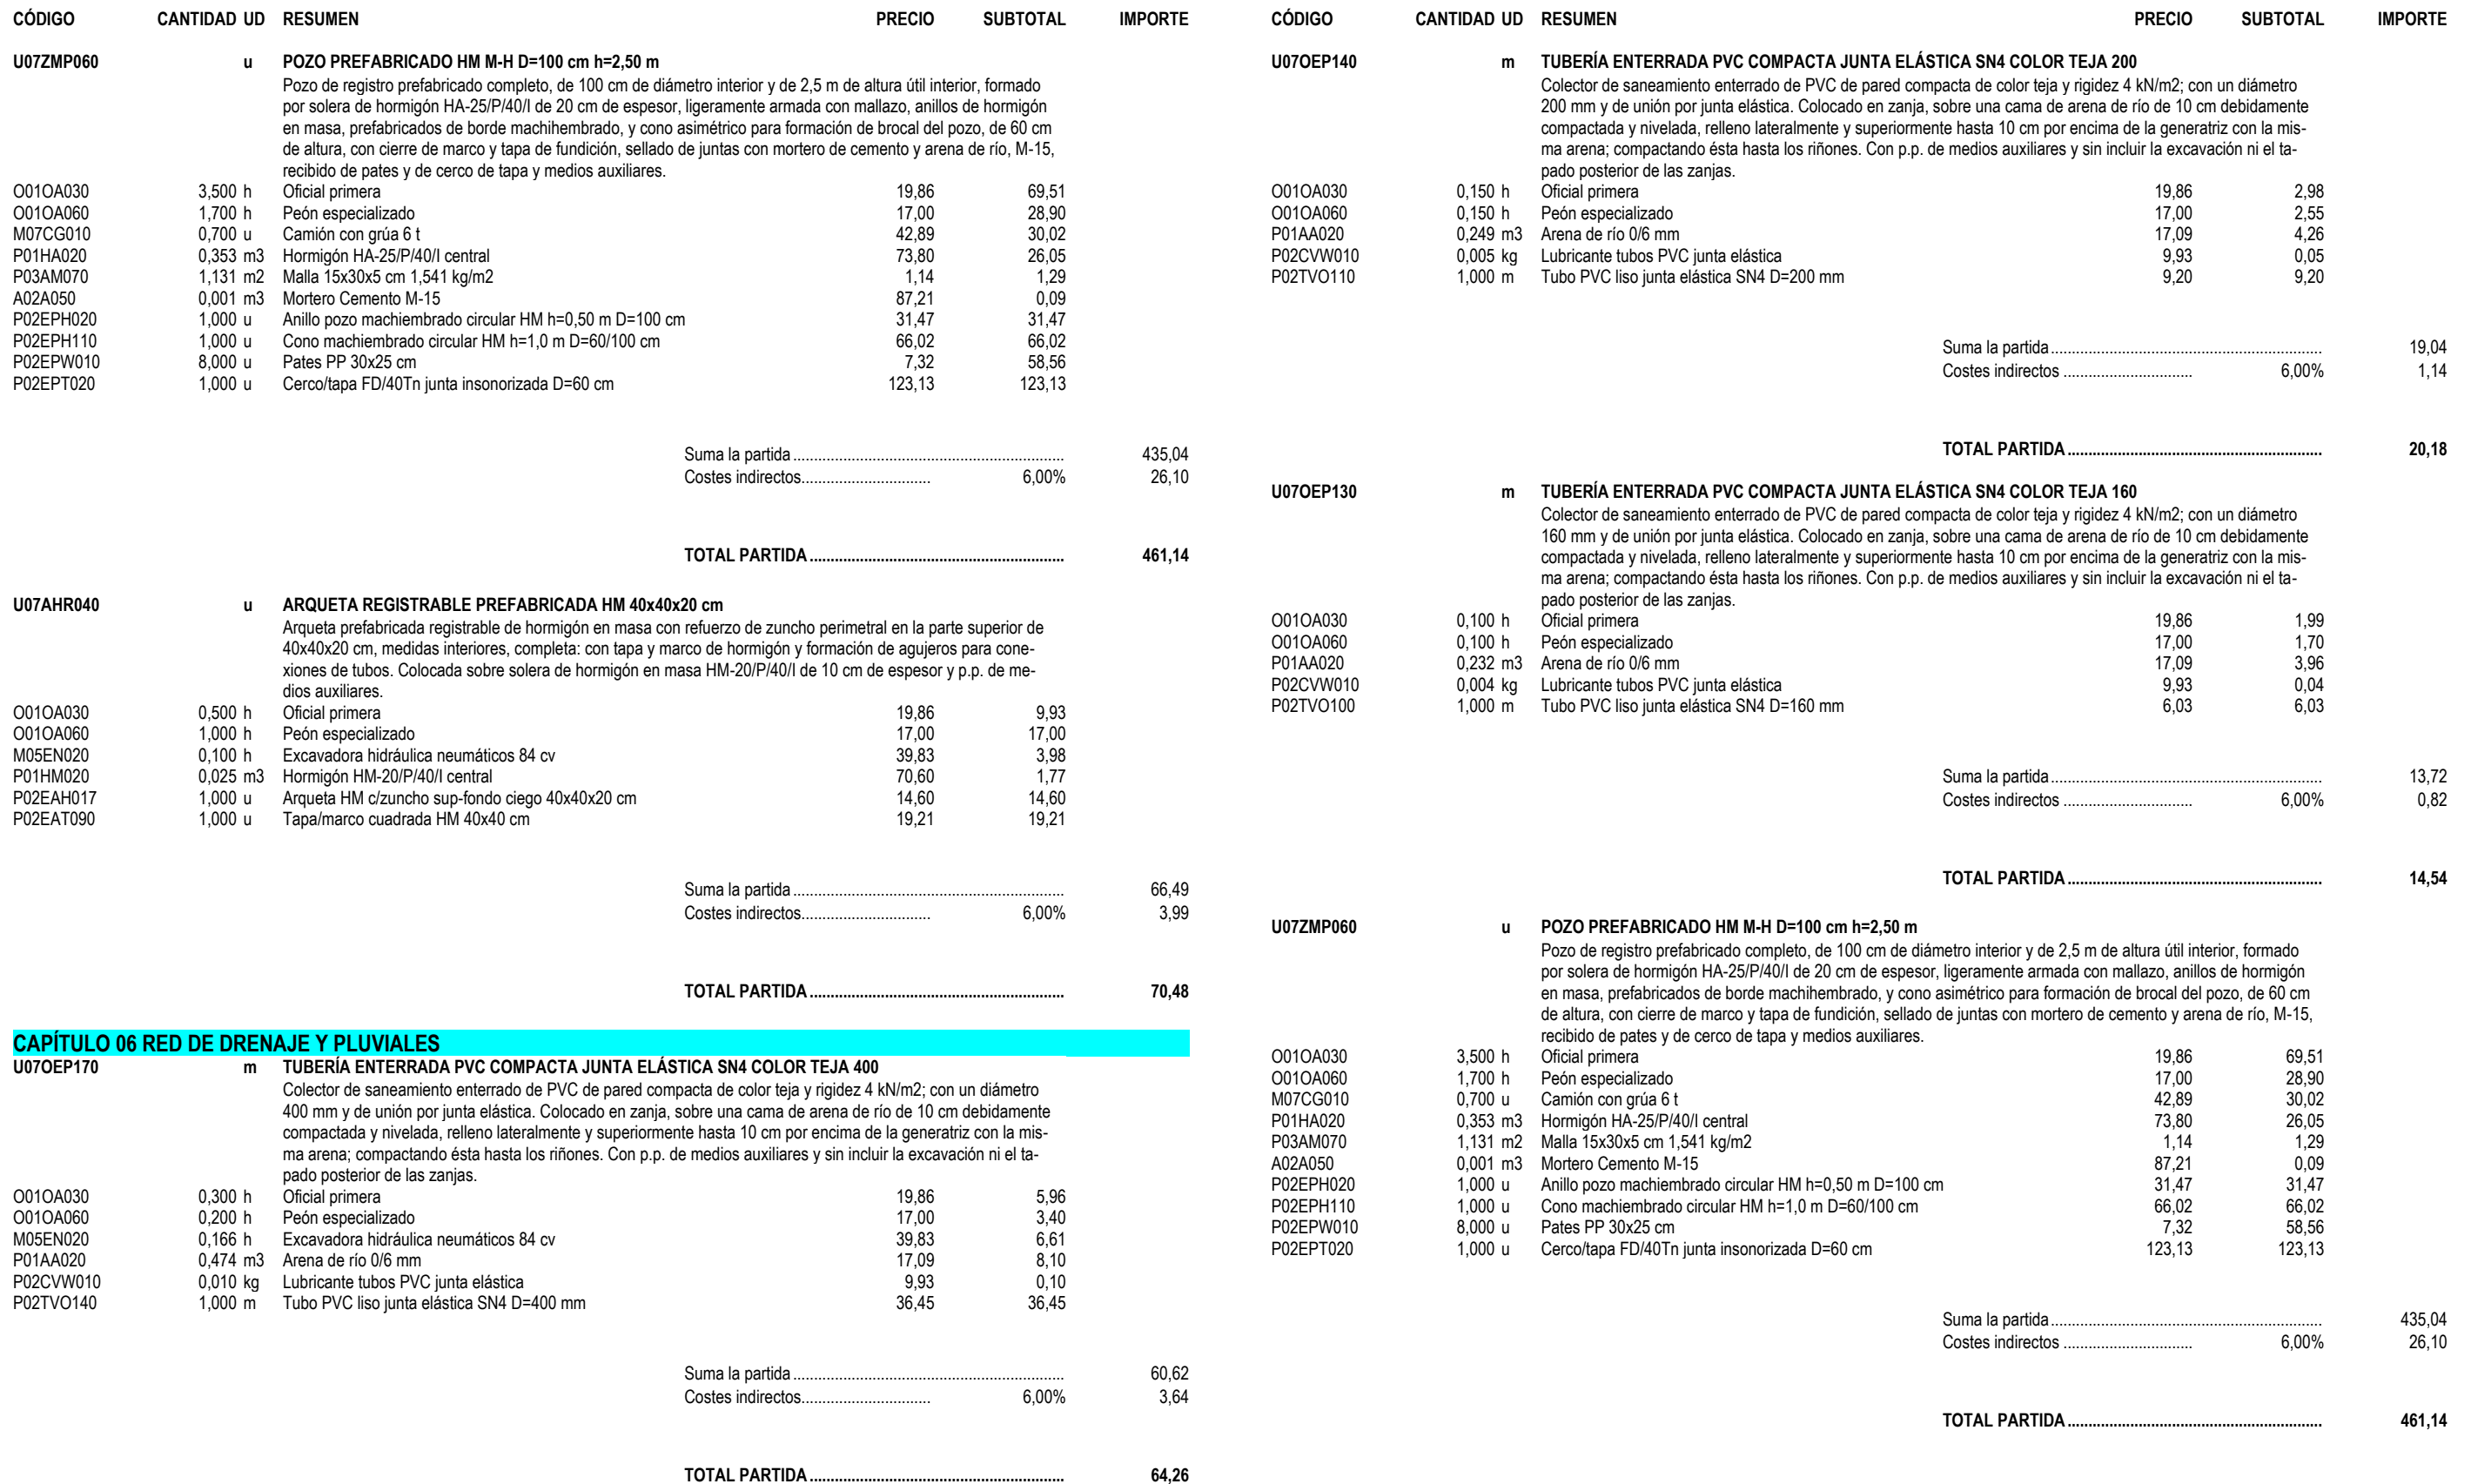 CÓDIGO CANTIDAD UD RESUMEN PRECIO SUBTOTAL IMPORTE
U07ZMP060 u POZO PREFABRICADO HM M-H D=100 cm h=2,50 m
Pozo de registro prefabricado completo, de 100 cm de diámetro interior y de 2,5 m de altura útil interior, formado
por solera de hormigón HA-25/P/40/I de 20 cm de espesor, ligeramente armada con mallazo, anillos de hormigón
en masa, prefabricados de borde machihembrado, y cono asimétrico para formación de brocal del pozo, de 60 cm
de altura, con cierre de marco y tapa de fundición, sellado de juntas con mortero de cemento y arena de río, M-15,
recibido de pates y de cerco de tapa y medios auxiliares.
O01OA030 3,500 h Oficial primera 19,86 69,51
O01OA060 1,700 h Peón especializado 17,00 28,90
M07CG010 0,700 u Camión con grúa 6 t 42,89 30,02
P01HA020 0,353 m3 Hormigón HA-25/P/40/I central 73,80 26,05
P03AM070 1,131 m2 Malla 15x30x5 cm 1,541 kg/m2 1,14 1,29
A02A050 0,001 m3 Mortero Cemento M-15 87,21 0,09
P02EPH020 1,000 u Anillo pozo machiembrado circular HM h=0,50 m D=100 cm 31,47 31,47
P02EPH110 1,000 u Cono machiembrado circular HM h=1,0 m D=60/100 cm 66,02 66,02
P02EPW010 8,000 u Pates PP 30x25 cm 7,32 58,56
P02EPT020 1,000 u Cerco/tapa FD/40Tn junta insonorizada D=60 cm 123,13 123,13
Suma la partida................................................................. 435,04
Costes indirectos............................... 6,00% 26,10
TOTAL PARTIDA............................................................. 461,14
U07AHR040 u ARQUETA REGISTRABLE PREFABRICADA HM 40x40x20 cm
Arqueta prefabricada registrable de hormigón en masa con refuerzo de zuncho perimetral en la parte superior de
40x40x20 cm, medidas interiores, completa: con tapa y marco de hormigón y formación de agujeros para cone-
xiones de tubos. Colocada sobre solera de hormigón en masa HM-20/P/40/I de 10 cm de espesor y p.p. de me-
dios auxiliares.
O01OA030 0,500 h Oficial primera 19,86 9,93
O01OA060 1,000 h Peón especializado 17,00 17,00
M05EN020 0,100 h Excavadora hidráulica neumáticos 84 cv 39,83 3,98
P01HM020 0,025 m3 Hormigón HM-20/P/40/I central 70,60 1,77
P02EAH017 1,000 u Arqueta HM c/zuncho sup-fondo ciego 40x40x20 cm 14,60 14,60
P02EAT090 1,000 u Tapa/marco cuadrada HM 40x40 cm 19,21 19,21
Suma la partida................................................................. 66,49
Costes indirectos............................... 6,00% 3,99
TOTAL PARTIDA............................................................. 70,48
CAPÍTULO 06 RED DE DRENAJE Y PLUVIALES
U07OEP170 m TUBERÍA ENTERRADA PVC COMPACTA JUNTA ELÁSTICA SN4 COLOR TEJA 400
Colector de saneamiento enterrado de PVC de pared compacta de color teja y rigidez 4 kN/m2; con un diámetro
400 mm y de unión por junta elástica. Colocado en zanja, sobre una cama de arena de río de 10 cm debidamente
compactada y nivelada, relleno lateralmente y superiormente hasta 10 cm por encima de la generatriz con la mis-
ma arena; compactando ésta hasta los riñones. Con p.p. de medios auxiliares y sin incluir la excavación ni el ta-
pado posterior de las zanjas.
O01OA030 0,300 h Oficial primera 19,86 5,96
O01OA060 0,200 h Peón especializado 17,00 3,40
M05EN020 0,166 h Excavadora hidráulica neumáticos 84 cv 39,83 6,61
P01AA020 0,474 m3 Arena de río 0/6 mm 17,09 8,10
P02CVW010 0,010 kg Lubricante tubos PVC junta elástica 9,93 0,10
P02TVO140 1,000 m Tubo PVC liso junta elástica SN4 D=400 mm 36,45 36,45
Suma la partida................................................................. 60,62
Costes indirectos............................... 6,00% 3,64
TOTAL PARTIDA............................................................. 64,26
CÓDIGO CANTIDAD UD RESUMEN PRECIO SUBTOTAL IMPORTE
U07OEP140 m TUBERÍA ENTERRADA PVC COMPACTA JUNTA ELÁSTICA SN4 COLOR TEJA 200
Colector de saneamiento enterrado de PVC de pared compacta de color teja y rigidez 4 kN/m2; con un diámetro
200 mm y de unión por junta elástica. Colocado en zanja, sobre una cama de arena de río de 10 cm debidamente
compactada y nivelada, relleno lateralmente y superiormente hasta 10 cm por encima de la generatriz con la mis-
ma arena; compactando ésta hasta los riñones. Con p.p. de medios auxiliares y sin incluir la excavación ni el ta-
pado posterior de las zanjas.
O01OA030 0,150 h Oficial primera 19,86 2,98
O01OA060 0,150 h Peón especializado 17,00 2,55
P01AA020 0,249 m3 Arena de río 0/6 mm 17,09 4,26
P02CVW010 0,005 kg Lubricante tubos PVC junta elástica 9,93 0,05
P02TVO110 1,000 m Tubo PVC liso junta elástica SN4 D=200 mm 9,20 9,20
Suma la partida................................................................. 19,04
Costes indirectos ............................... 6,00% 1,14
TOTAL PARTIDA............................................................. 20,18
U07OEP130 m TUBERÍA ENTERRADA PVC COMPACTA JUNTA ELÁSTICA SN4 COLOR TEJA 160
Colector de saneamiento enterrado de PVC de pared compacta de color teja y rigidez 4 kN/m2; con un diámetro
160 mm y de unión por junta elástica. Colocado en zanja, sobre una cama de arena de río de 10 cm debidamente
compactada y nivelada, relleno lateralmente y superiormente hasta 10 cm por encima de la generatriz con la mis-
ma arena; compactando ésta hasta los riñones. Con p.p. de medios auxiliares y sin incluir la excavación ni el ta-
pado posterior de las zanjas.
O01OA030 0,100 h Oficial primera 19,86 1,99
O01OA060 0,100 h Peón especializado 17,00 1,70
P01AA020 0,232 m3 Arena de río 0/6 mm 17,09 3,96
P02CVW010 0,004 kg Lubricante tubos PVC junta elástica 9,93 0,04
P02TVO100 1,000 m Tubo PVC liso junta elástica SN4 D=160 mm 6,03 6,03
Suma la partida................................................................. 13,72
Costes indirectos ............................... 6,00% 0,82
TOTAL PARTIDA............................................................. 14,54
U07ZMP060 u POZO PREFABRICADO HM M-H D=100 cm h=2,50 m
Pozo de registro prefabricado completo, de 100 cm de diámetro interior y de 2,5 m de altura útil interior, formado
por solera de hormigón HA-25/P/40/I de 20 cm de espesor, ligeramente armada con mallazo, anillos de hormigón
en masa, prefabricados de borde machihembrado, y cono asimétrico para formación de brocal del pozo, de 60 cm
de altura, con cierre de marco y tapa de fundición, sellado de juntas con mortero de cemento y arena de río, M-15,
recibido de pates y de cerco de tapa y medios auxiliares.
O01OA030 3,500 h Oficial primera 19,86 69,51
O01OA060 1,700 h Peón especializado 17,00 28,90
M07CG010 0,700 u Camión con grúa 6 t 42,89 30,02
P01HA020 0,353 m3 Hormigón HA-25/P/40/I central 73,80 26,05
P03AM070 1,131 m2 Malla 15x30x5 cm 1,541 kg/m2 1,14 1,29
A02A050 0,001 m3 Mortero Cemento M-15 87,21 0,09
P02EPH020 1,000 u Anillo pozo machiembrado circular HM h=0,50 m D=100 cm 31,47 31,47
P02EPH110 1,000 u Cono machiembrado circular HM h=1,0 m D=60/100 cm 66,02 66,02
P02EPW010 8,000 u Pates PP 30x25 cm 7,32 58,56
P02EPT020 1,000 u Cerco/tapa FD/40Tn junta insonorizada D=60 cm 123,13 123,13
Suma la partida................................................................. 435,04
Costes indirectos ............................... 6,00% 26,10
TOTAL PARTIDA............................................................. 461,14